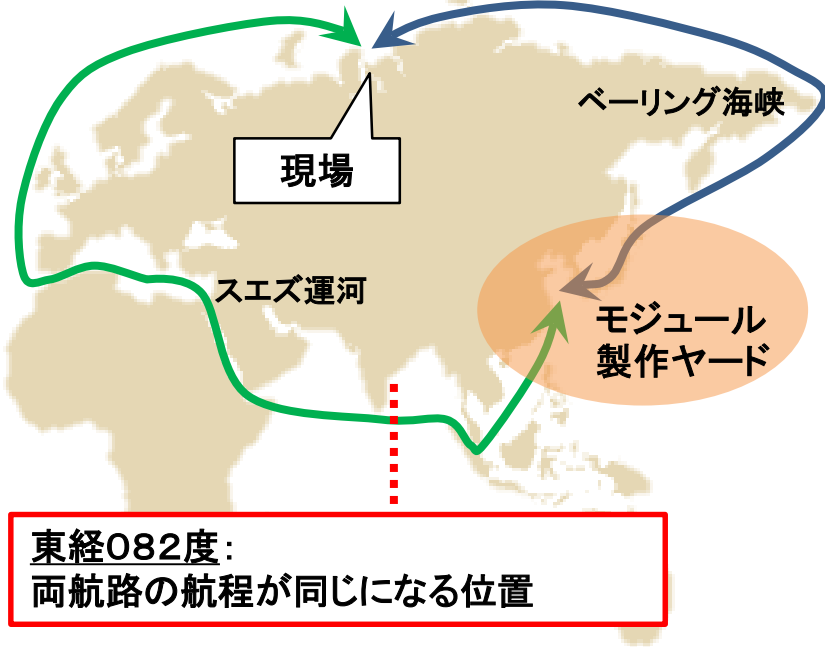 ベーリング海峡
現場
スエズ運河
モジュール
製作ヤード
東経082度:
両航路の航程が同じになる位置